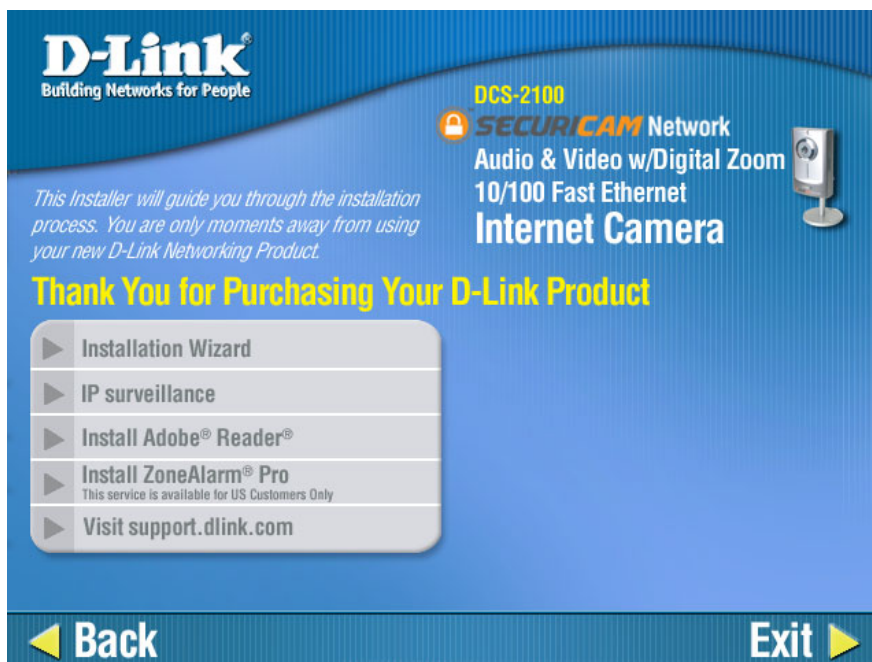 D-Link®
Building Networks for People
DCS-2100
SECURICAM™ Network
Audio & Video w/Digital Zoom
10/100 Fast Ethernet
Internet Camera
This Installer will guide you through the installation
process. You are only moments away from using
your new D-Link Networking Product.
Thank You for Purchasing Your D-Link Product
Installation Wizard
IP surveillance
Install Adobe® Reader®
Install ZoneAlarm® Pro
This service is available for US Customers Only
Visit support.dlink.com
Back
Exit